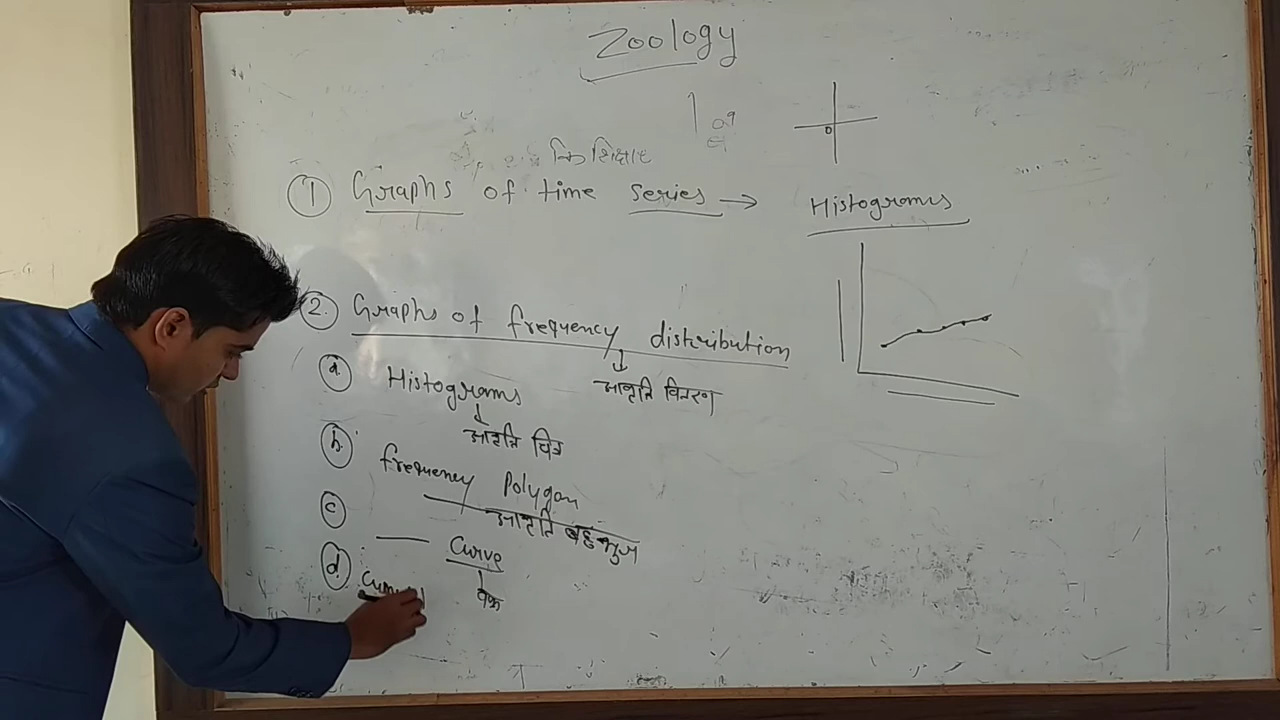 Zoology
① Graphs of time series → Histograms
②. Graphs of frequency distribution
↓
आवृत्ति वितरण
ⓐ Histograms
↓
आवृत्ति चित्र
ⓑ frequency Polygon
आवृत्ति बहुभुज
ⓒ —— Curve
↓
वक्र
ⓓ